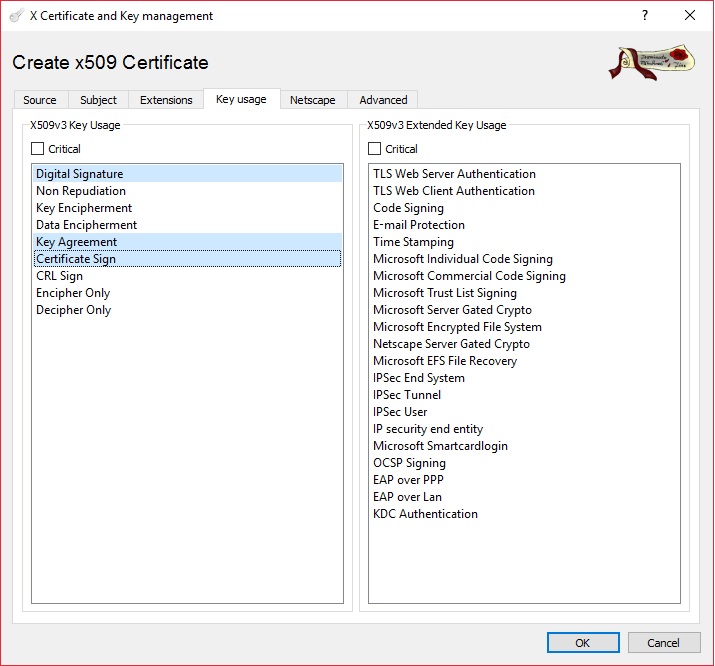 X Certificate and Key management
?
Create x509 Certificate
Source
Subject
Extensions
Key usage
Netscape
Advanced
X509v3 Key Usage
Critical
Digital Signature
Non Repudiation
Key Encipherment
Data Encipherment
Key Agreement
Certificate Sign
CRL Sign
Encipher Only
Decipher Only
X509v3 Extended Key Usage
Critical
TLS Web Server Authentication
TLS Web Client Authentication
Code Signing
E-mail Protection
Time Stamping
Microsoft Individual Code Signing
Microsoft Commercial Code Signing
Microsoft Trust List Signing
Microsoft Server Gated Crypto
Microsoft Encrypted File System
Netscape Server Gated Crypto
Microsoft EFS File Recovery
IPSec End System
IPSec Tunnel
IPSec User
IP security end entity
Microsoft Smartcardlogin
OCSP Signing
EAP over PPP
EAP over Lan
KDC Authentication
OK
Cancel